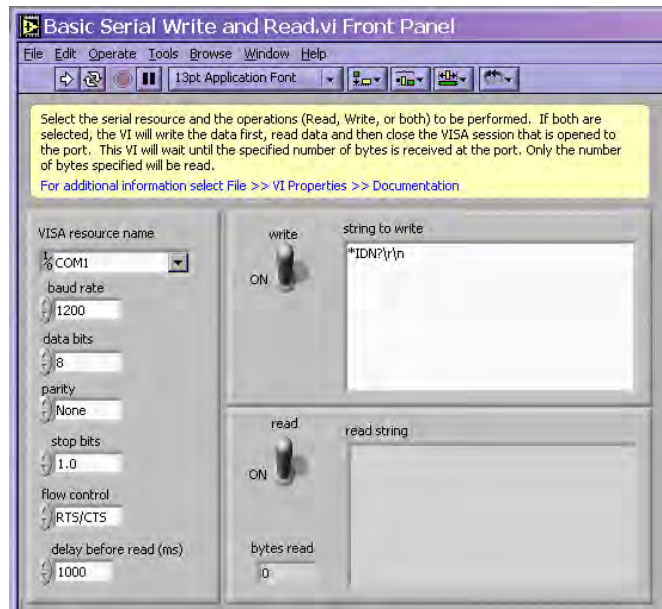 Basic Serial Write and Read.vi Front Panel
File Edit Operate Tools Browse Window Help
13pt Application Font
Select the serial resource and the operations (Read, Write, or both) to be performed. If both are
selected, the VI will write the data first, read data and then close the VISA session that is opened to
the port. This VI will wait until the specified number of bytes is received at the port. Only the number
of bytes specified will be read.
For additional information select File >> VI Properties >> Documentation
VISA resource name
COM1
baud rate
1200
data bits
8
parity
None
stop bits
1.0
flow control
RTS/CTS
delay before read (ms)
1000
write
ON
string to write
*IDN?\r\n
read
ON
read string
bytes read
0